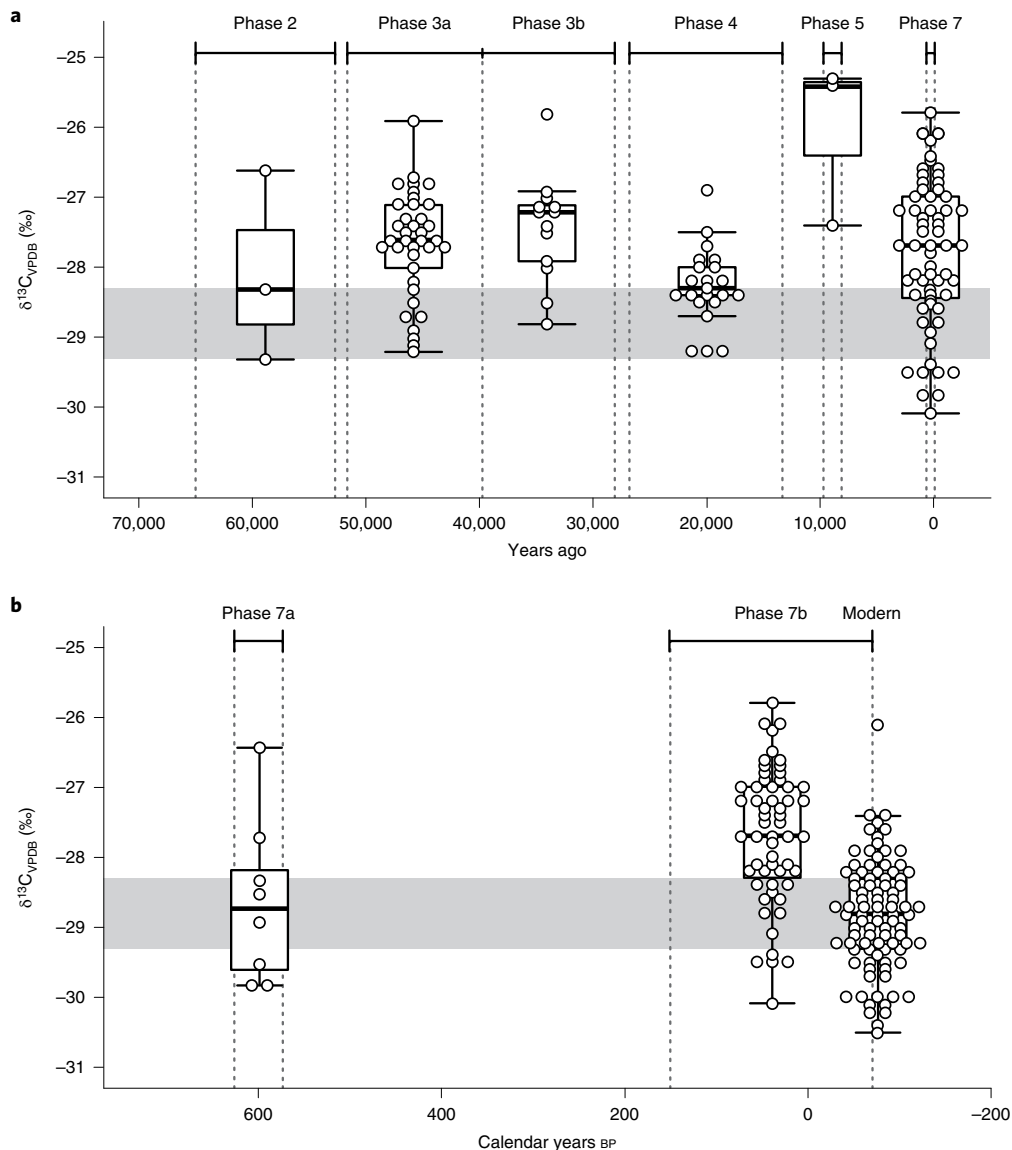 a
Phase 2 Phase 3a Phase 3b Phase 4 Phase 5 Phase 7
–25
–26
–27
–28
–29
–30
–31
δ13CVPDB (‰)
70,000 60,000 50,000 40,000 30,000 20,000 10,000 0
Years ago
b
Phase 7a Phase 7b Modern
–25
–26
–27
–28
–29
–30
–31
δ13CVPDB (‰)
600 400 200 0 –200
Calendar years BP